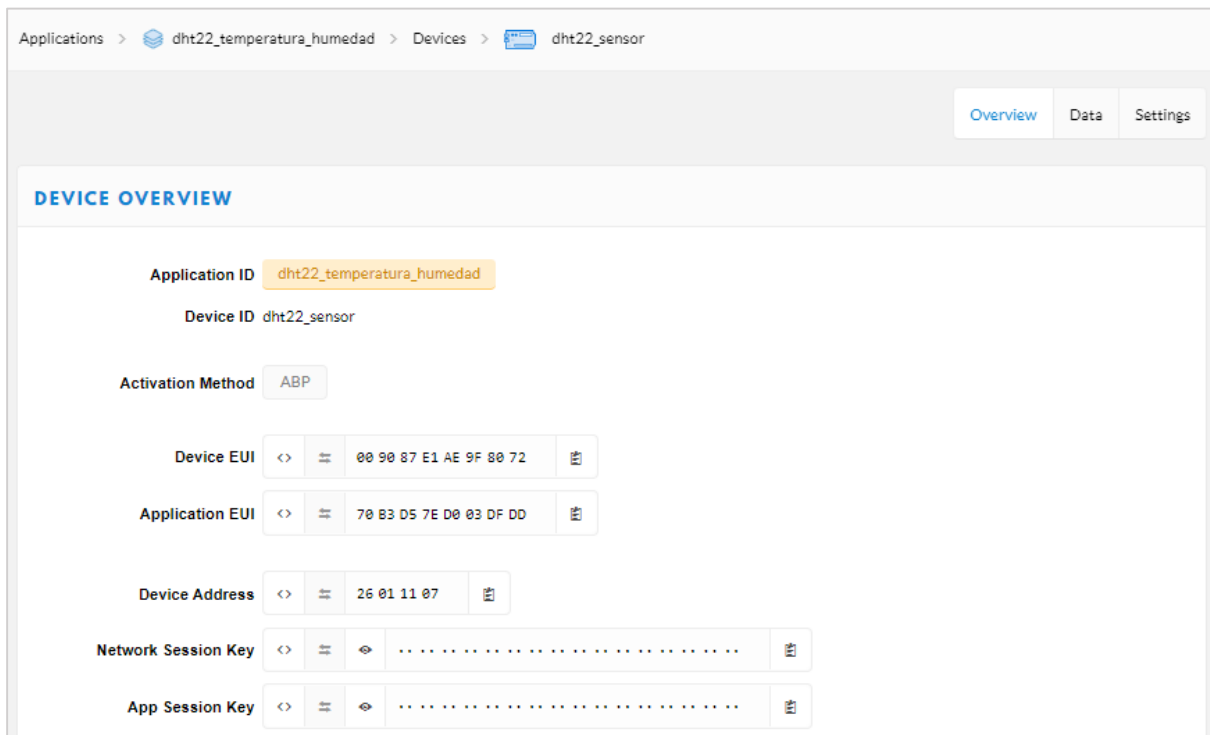 Applications > dht22_temperatura_humedad > Devices > dht22_sensor
Overview Data Settings
DEVICE OVERVIEW
Application ID dht22_temperatura_humedad
Device ID dht22_sensor
Activation Method ABP
Device EUI <> 00 90 87 E1 AE 9F 80 72
Application EUI <> 70 B3 D5 7E D0 03 DF DD
Device Address <> 26 01 11 07
Network Session Key <>
App Session Key <>